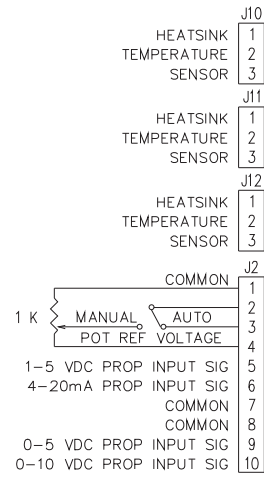 J10
HEATSINK 1
TEMPERATURE 2
SENSOR 3
J11
HEATSINK 1
TEMPERATURE 2
SENSOR 3
J12
HEATSINK 1
TEMPERATURE 2
SENSOR 3
J2
COMMON 1
2
1 K MANUAL AUTO 3
POT REF VOLTAGE 4
1-5 VDC PROP INPUT SIG 5
4-20mA PROP INPUT SIG 6
COMMON 7
COMMON 8
0-5 VDC PROP INPUT SIG 9
0-10 VDC PROP INPUT SIG 10